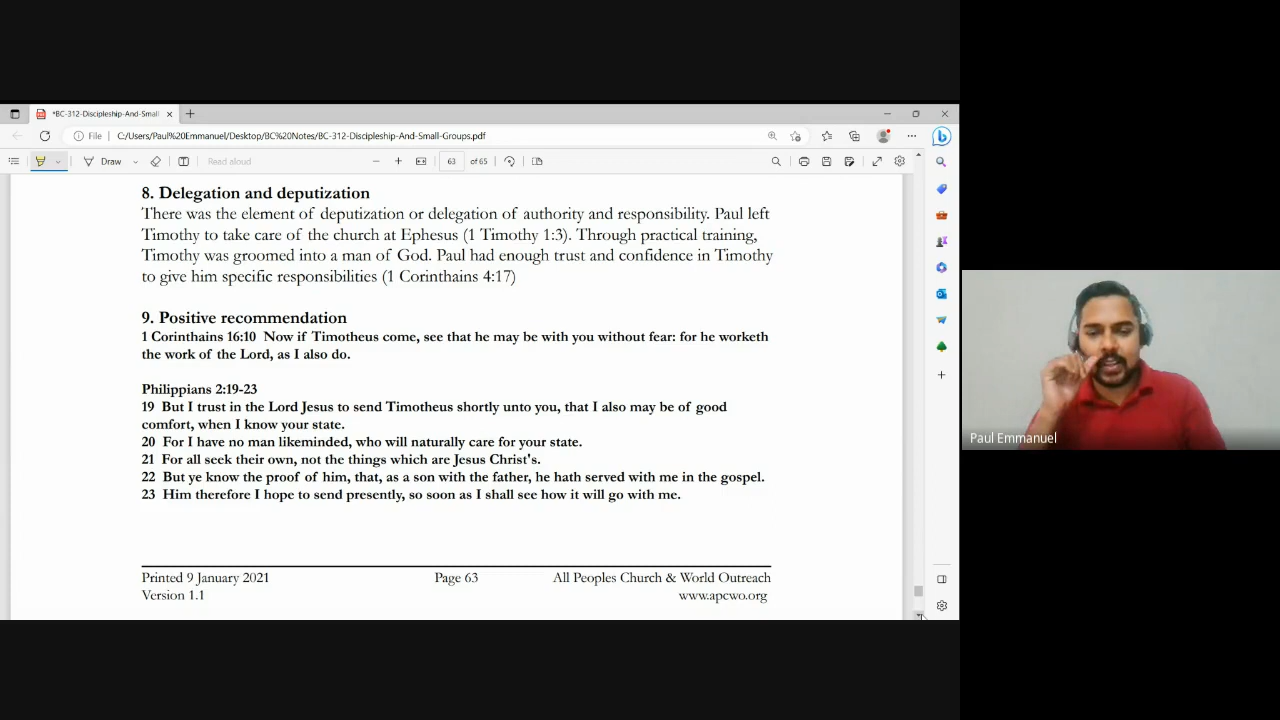 *BC-312-Discipleship-And-Small
File
C:/Users/Paul%20Emmanuel/Desktop/BC%20Notes/BC-312-Discipleship-And-Small-Groups.pdf
Draw
Read aloud
63 of 65
8. Delegation and deputization
There was the element of deputization or delegation of authority and responsibility. Paul left
Timothy to take care of the church at Ephesus (1 Timothy 1:3). Through practical training,
Timothy was groomed into a man of God. Paul had enough trust and confidence in Timothy
to give him specific responsibilities (1 Corinthains 4:17)
9. Positive recommendation
1 Corinthains 16:10 Now if Timotheus come, see that he may be with you without fear: for he worketh
the work of the Lord, as I also do.
Philippians 2:19-23
19 But I trust in the Lord Jesus to send Timotheus shortly unto you, that I also may be of good
comfort, when I know your state.
20 For I have no man likeminded, who will naturally care for your state.
21 For all seek their own, not the things which are Jesus Christ's.
22 But ye know the proof of him, that, as a son with the father, he hath served with me in the gospel.
23 Him therefore I hope to send presently, so soon as I shall see how it will go with me.
Printed 9 January 2021 Page 63 All Peoples Church & World Outreach
Version 1.1 www.apcwo.org
Paul Emmanuel